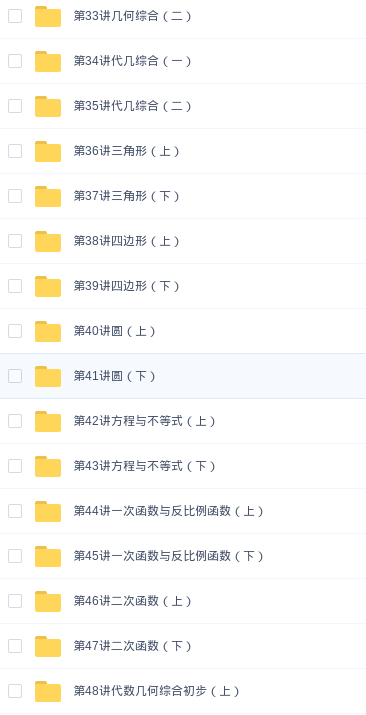 第33讲几何综合（二）
第34讲代几综合（一）
第35讲代几综合（二）
第36讲三角形（上）
第37讲三角形（下）
第38讲四边形（上）
第39讲四边形（下）
第40讲圆（上）
第41讲圆（下）
第42讲方程与不等式（上）
第43讲方程与不等式（下）
第44讲一次函数与反比例函数（上）
第45讲一次函数与反比例函数（下）
第46讲二次函数（上）
第47讲二次函数（下）
第48讲代数几何综合初步（上）